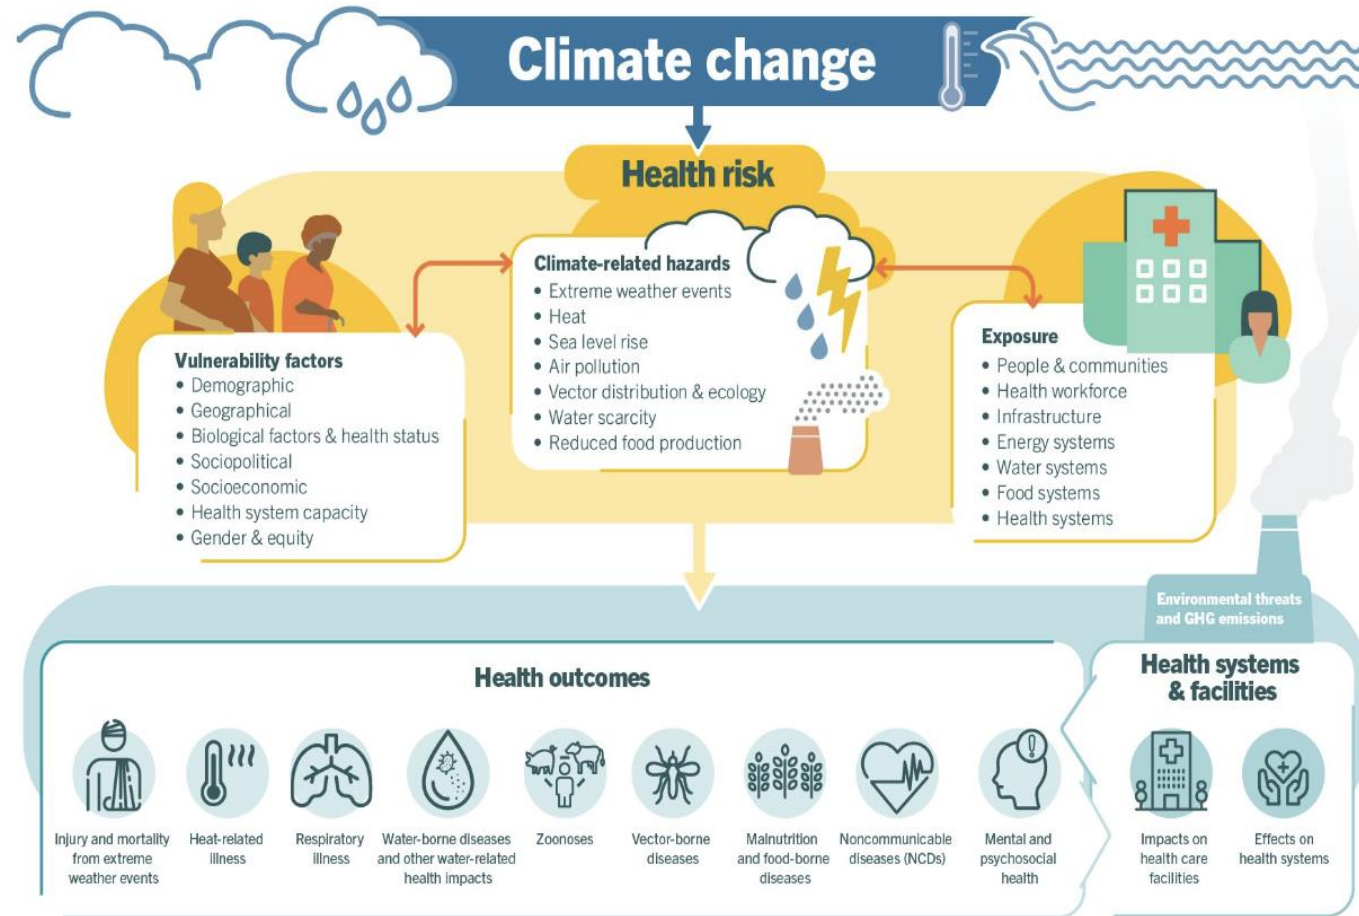 Climate change
Health risk
Vulnerability factors
• Demographic
• Geographical
• Biological factors & health status
• Sociopolitical
• Socioeconomic
• Health system capacity
• Gender & equity
Climate-related hazards
• Extreme weather events
• Heat
• Sea level rise
• Air pollution
• Vector distribution & ecology
• Water scarcity
• Reduced food production
Exposure
• People & communities
• Health workforce
• Infrastructure
• Energy systems
• Water systems
• Food systems
• Health systems
Environmental threats
and GHG emissions
Health outcomes
Injury and mortality
from extreme
weather events
Heat-related
illness
Respiratory
illness
Water-borne diseases
and other water-related
health impacts
Zoonoses
Vector-borne
diseases
Malnutrition
and food-borne
diseases
Noncommunicable
diseases (NCDs)
Mental and
psychosocial
health
Health systems
& facilities
Impacts on
health care
facilities
Effects on
health systems